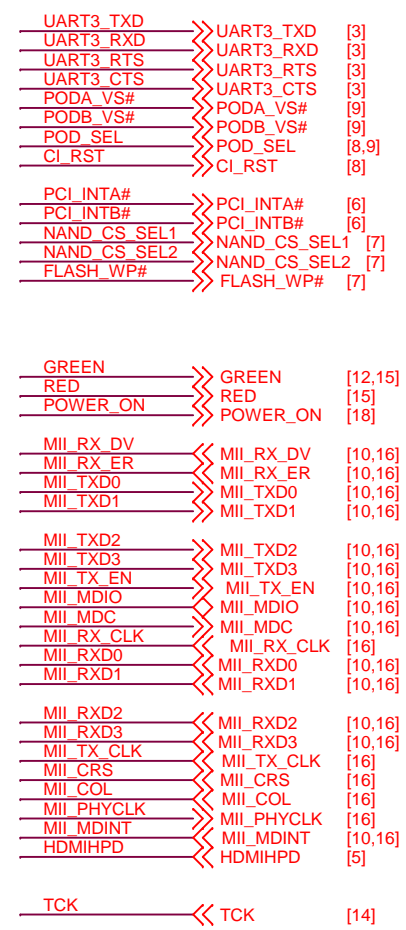 UART3_TXD UART3_TXD [3]
UART3_RXD UART3_RXD [3]
UART3_RTS UART3_RTS [3]
UART3_CTS UART3_CTS [3]
PODA_VS# PODA_VS# [9]
PODB_VS# PODB_VS# [9]
POD_SEL POD_SEL [8,9]
CI_RST CI_RST [8]
PCI_INTA# PCI_INTA# [6]
PCI_INTB# PCI_INTB# [6]
NAND_CS_SEL1 NAND_CS_SEL1 [7]
NAND_CS_SEL2 NAND_CS_SEL2 [7]
FLASH_WP# FLASH_WP# [7]
GREEN GREEN [12,15]
RED RED [15]
POWER_ON POWER_ON [18]
MII_RX_DV MII_RX_DV [10,16]
MII_RX_ER MII_RX_ER [10,16]
MII_TXD0 MII_TXD0 [10,16]
MII_TXD1 MII_TXD1 [10,16]
MII_TXD2 MII_TXD2 [10,16]
MII_TXD3 MII_TXD3 [10,16]
MII_TX_EN MII_TX_EN [10,16]
MII_MDIO MII_MDIO [10,16]
MII_MDC MII_MDC [10,16]
MII_RX_CLK MII_RX_CLK [16]
MII_RXD0 MII_RXD0 [10,16]
MII_RXD1 MII_RXD1 [10,16]
MII_RXD2 MII_RXD2 [10,16]
MII_RXD3 MII_RXD3 [10,16]
MII_TX_CLK MII_TX_CLK [16]
MII_CRS MII_CRS [16]
MII_COL MII_COL [16]
MII_PHYCLK MII_PHYCLK [16]
MII_MDINT MII_MDINT [10,16]
HDMIHPD HDMIHPD [5]
TCK TCK [14]